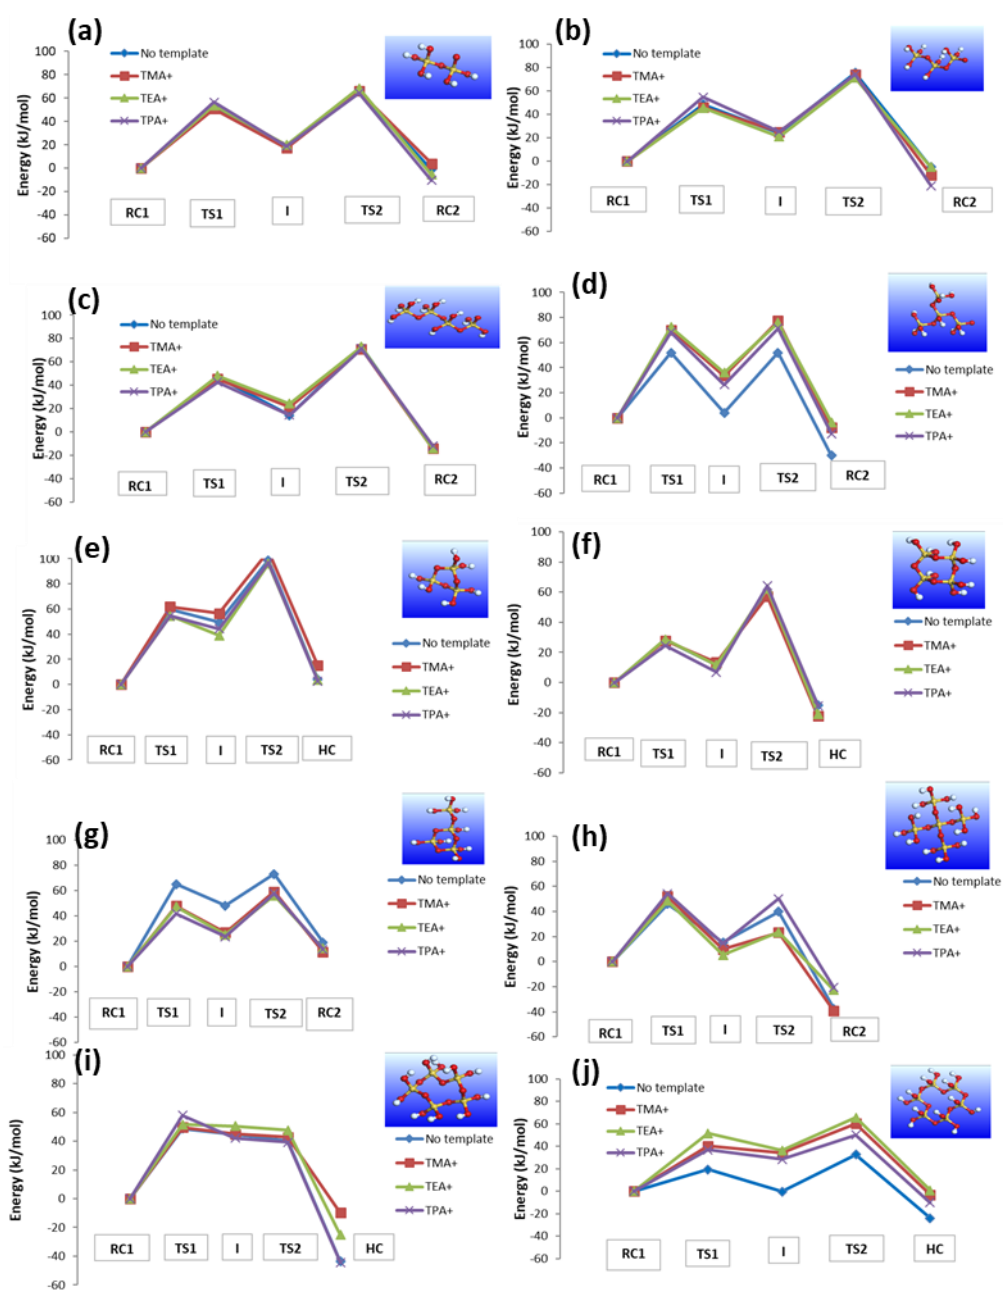 (a)
100
80
60
40
20
0
-20
-40
-60
Energy (kJ/mol)
No template
TMA+
TEA+
TPA+
RC1
TS1
I
TS2
RC2
(b)
100
80
60
40
20
0
-20
-40
-60
Energy (kJ/mol)
No template
TMA+
TEA+
TPA+
RC1
TS1
I
TS2
RC2
(c)
100
80
60
40
20
0
-20
-40
-60
Energy (kJ/mol)
No template
TMA+
TEA+
TPA+
RC1
TS1
I
TS2
RC2
(d)
100
80
60
40
20
0
-20
-40
-60
Energy (kJ/mol)
No template
TMA+
TEA+
TPA+
RC1
TS1
I
TS2
RC2
(e)
100
80
60
40
20
0
-20
-40
-60
Energy (kJ/mol)
No template
TMA+
TEA+
TPA+
RC1
TS1
I
TS2
HC
(f)
100
80
60
40
20
0
-20
-40
-60
Energy (kJ/mol)
No template
TMA+
TEA+
TPA+
RC1
TS1
I
TS2
HC
(g)
100
80
60
40
20
0
-20
-40
-60
Energy (kJ/mol)
No template
TMA+
TEA+
TPA+
RC1
TS1
I
TS2
RC2
(h)
100
80
60
40
20
0
-20
-40
-60
Energy (kJ/mol)
No template
TMA+
TEA+
TPA+
RC1
TS1
I
TS2
RC2
(i)
100
80
60
40
20
0
-20
-40
-60
Energy (kJ/mol)
No template
TMA+
TEA+
TPA+
RC1
TS1
I
TS2
HC
(j)
100
80
60
40
20
0
-20
-40
-60
Energy (kJ/mol)
No template
TMA+
TEA+
TPA+
RC1
TS1
I
TS2
HC